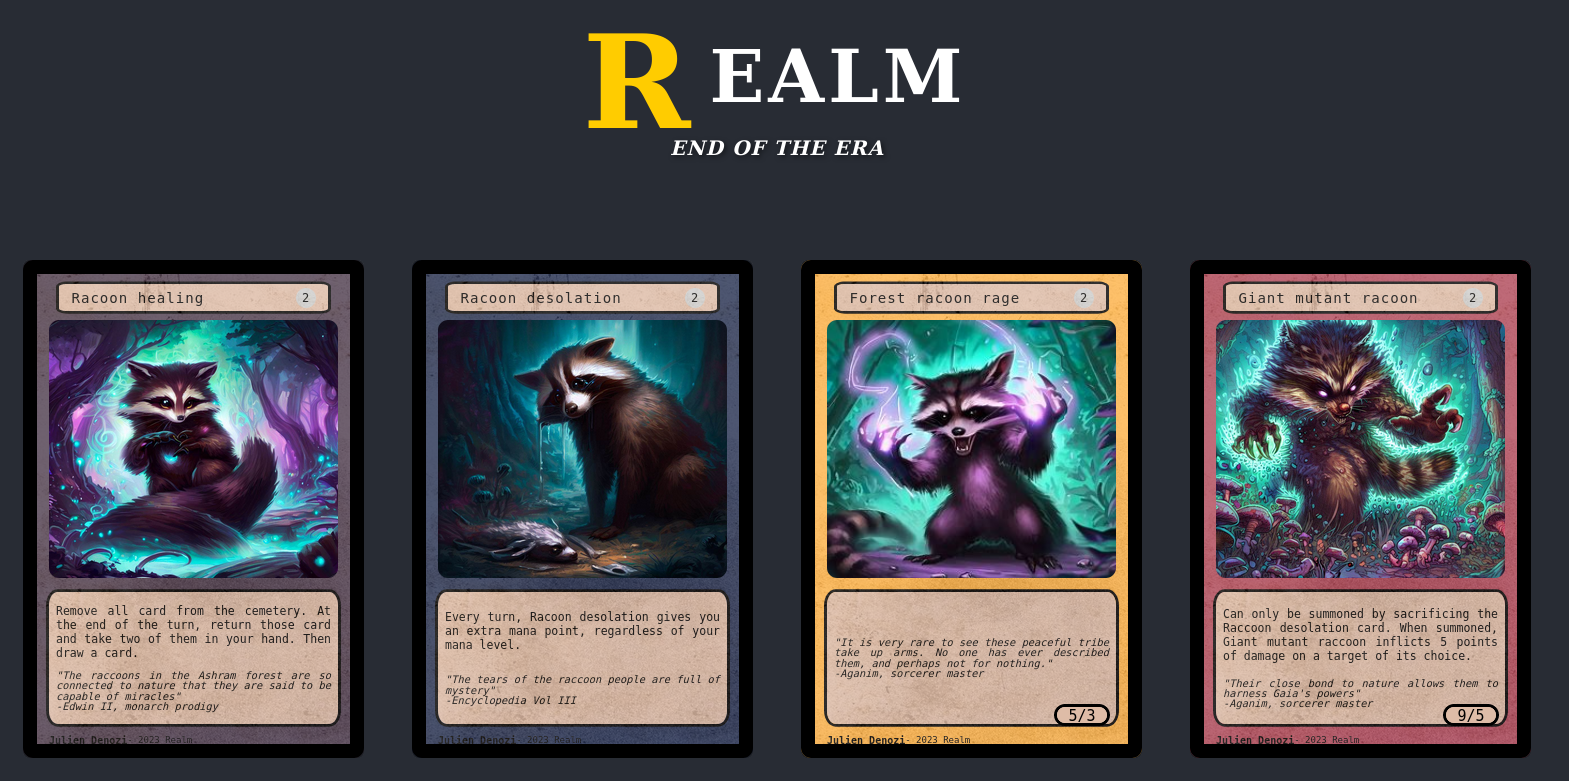 REALM
END OF THE ERA
Racoon healing 2
Remove all card from the cemetery. At
the end of the turn, return those card
and take two of them in your hand. Then
draw a card.
"The raccoons in the Ashram forest are so
connected to nature that they are said to be
capable of miracles"
-Edwin II, monarch prodigy
Julien Denozi- 2023 Realm.
Racoon desolation 2
Every turn, Racoon desolation gives you
an extra mana point, regardless of your
mana level.
"The tears of the raccoon people are full of
mystery"
-Encyclopedia Vol III
Julien Denozi- 2023 Realm.
Forest racoon rage 2
"It is very rare to see these peaceful tribe
take up arms. No one has ever described
them, and perhaps not for nothing."
-Aganim, sorcerer master
5/3
Julien Denozi- 2023 Realm.
Giant mutant racoon 2
Can only be summoned by sacrificing the
Raccoon desolation card. When summoned,
Giant mutant raccoon inflicts 5 points
of damage on a target of its choice.
"Their close bond to nature allows them to
harness Gaia's powers"
-Aganim, sorcerer master
9/5
Julien Denozi- 2023 Realm.